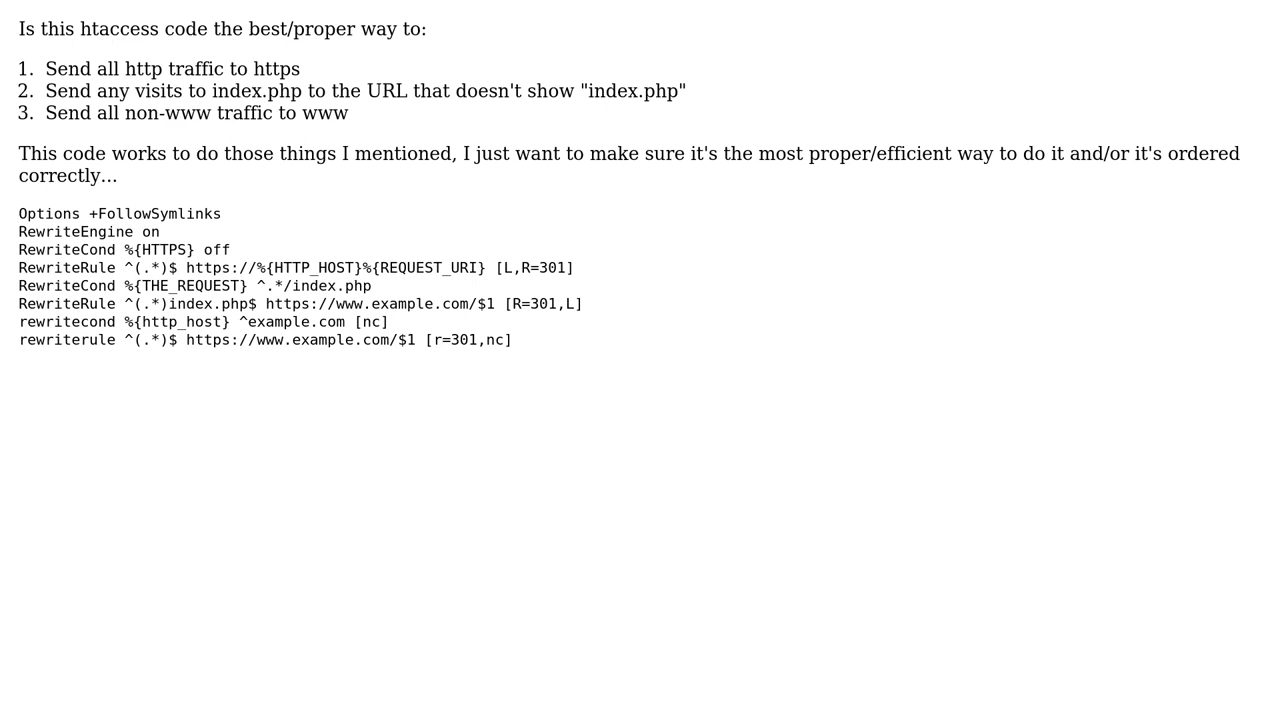 Is this htaccess code the best/proper way to:
1. Send all http traffic to https
2. Send any visits to index.php to the URL that doesn't show "index.php"
3. Send all non-www traffic to www
This code works to do those things I mentioned, I just want to make sure it's the most proper/efficient way to do it and/or it's ordered
correctly...
Options +FollowSymlinks
RewriteEngine on
RewriteCond %{HTTPS} off
RewriteRule ^(.*)$ https://%{HTTP_HOST}%{REQUEST_URI} [L,R=301]
RewriteCond %{THE_REQUEST} ^.*/index.php
RewriteRule ^(.*)index.php$ https://www.example.com/$1 [R=301,L]
rewritecond %{http_host} ^example.com [nc]
rewriterule ^(.*)$ https://www.example.com/$1 [r=301,nc]